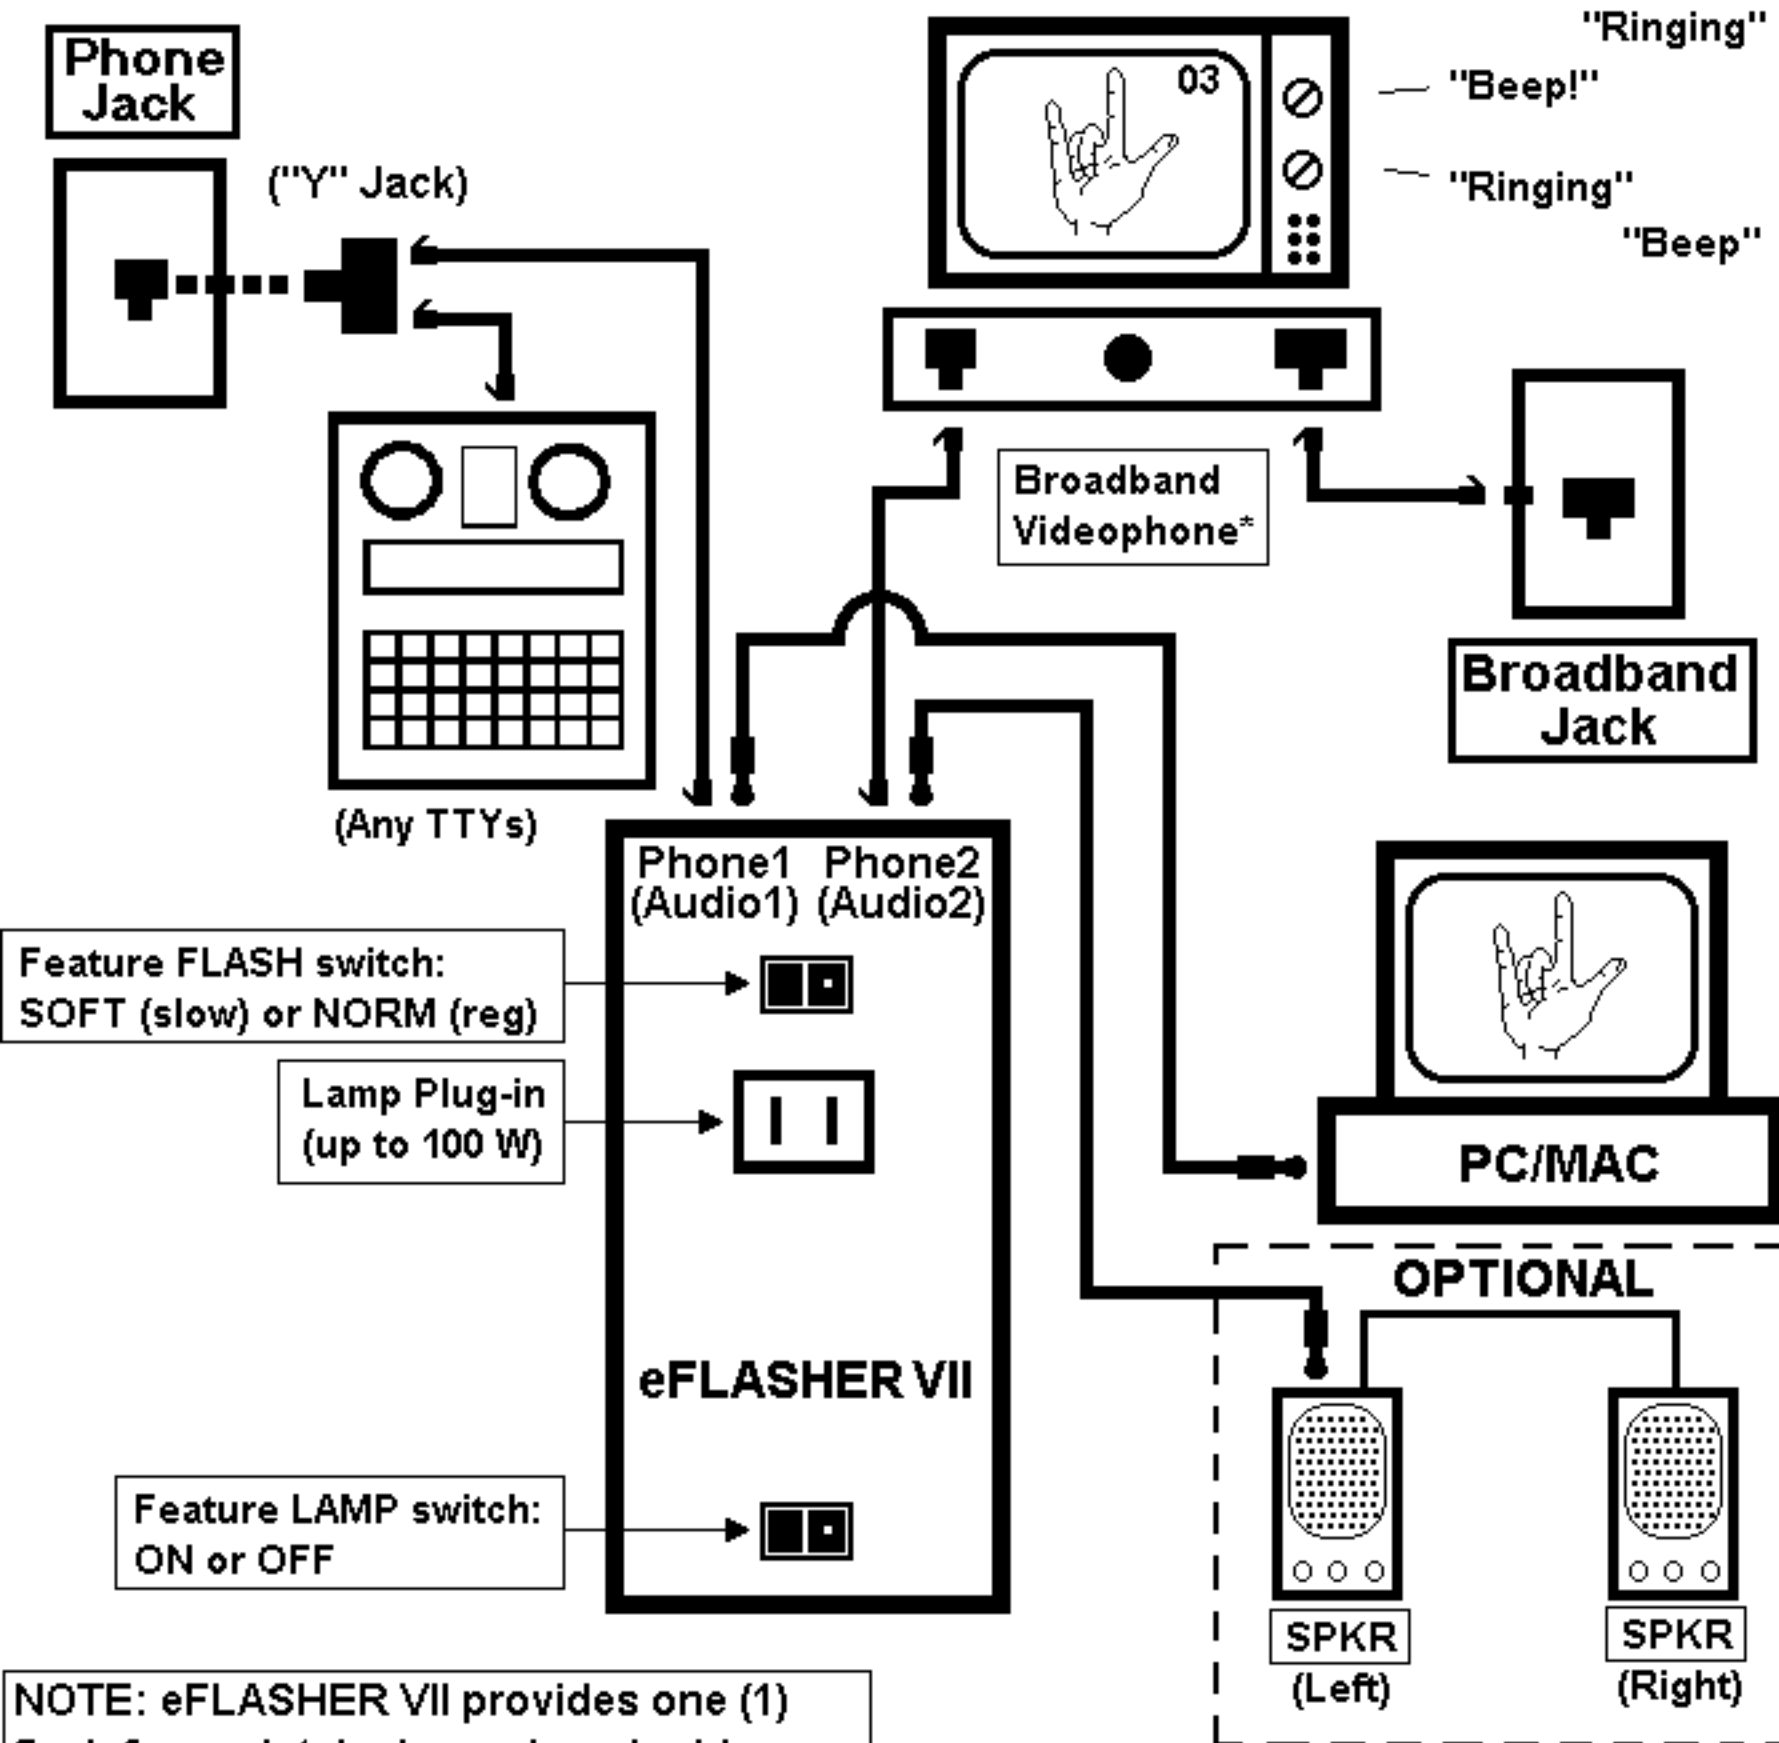 Phone
Jack
("Y" Jack)
03
"Ringing"
"Beep!"
"Ringing"
"Beep"
Broadband
Videophone*
Broadband
Jack
(Any TTYs)
Phone1 Phone2
(Audio1) (Audio2)
Feature FLASH switch:
SOFT (slow) or NORM (reg)
Lamp Plug-in
(up to 100 W)
PC/MAC
OPTIONAL
eFLASHER VII
Feature LAMP switch:
ON or OFF
SPKR
(Left)
SPKR
(Right)
NOTE: eFLASHER VII provides one (1)